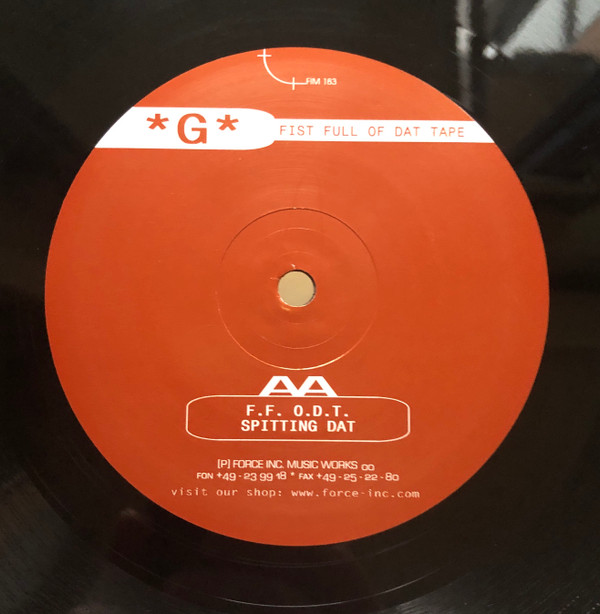 FIM 183
*G*
FIST FULL OF DAT TAPE
AA
F.F. O.D.T.
SPITTING DAT
[P] FORCE INC. MUSIC WORKS 00
FON +49-23 99 18 * FAX +49-25-22-80
visit our shop: www.force-inc.com